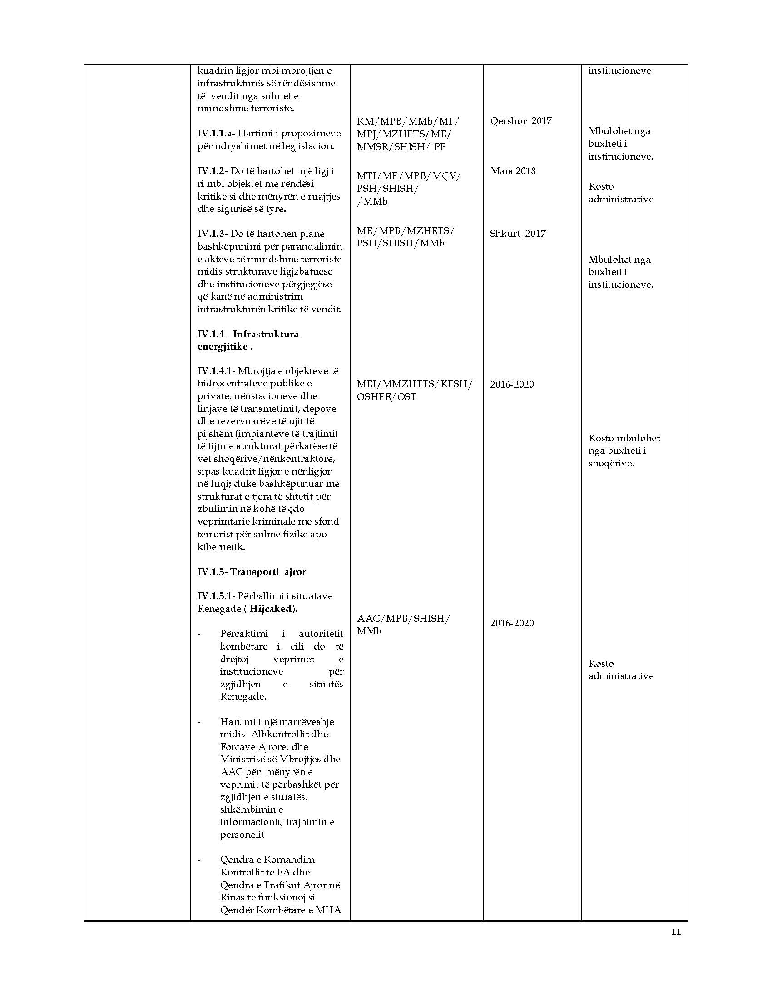 kuadrin ligjor mbi mbrojtjen e
infrastrukturës së rëndësishme
të vendit nga sulmet e
mundshme terroriste.
IV.1.1.a- Hartimi i propozimeve
për ndryshimet në legjislacion.
IV.1.2- Do të hartohet një ligj i
ri mbi objektet me rëndësi
kritike si dhe mënyrën e ruajtjes
dhe sigurisë së tyre.
IV.1.3- Do të hartohen plane
bashkëpunimi për parandalimin
e akteve të mundshme terroriste
midis strukturave ligjzbatuese
dhe institucioneve përgjegjëse
që kanë në administrim
infrastrukturën kritike të vendit.
IV.1.4- Infrastruktura
energjitike .
IV.1.4.1- Mbrojtja e objekteve të
hidrocentraleve publike e
private, nënstacioneve dhe
linjave të transmetimit, depove
dhe rezervuarëve të ujit të
pijshëm (impianteve të trajtimit
të tij)me strukturat përkatëse të
vet shoqërive/nënkontraktore,
sipas kuadrit ligjor e nënligjor
në fuqi; duke bashkëpunuar me
strukturat e tjera të shtetit për
zbulimin në kohë të çdo
veprimtarie kriminale me sfond
terrorist për sulme fizike apo
kibernetik.
IV.1.5- Transporti ajror
IV.1.5.1- Përballimi i situatave
Renegade ( Hijcaked).
- Përcaktimi i autoritetit
kombëtare i cili do të
drejtoj veprimet e
institucioneve për
zgjidhjen e situatës
Renegade.
- Hartimi i një marrëveshje
midis Albkontrollit dhe
Forcave Ajrore, dhe
Ministrisë së Mbrojtjes dhe
AAC për mënyrën e
veprimit të përbashkët për
zgjidhjen e situatës,
shkëmbimin e
informacionit, trajnimin e
personelit
- Qendra e Komandim
Kontrollit të FA dhe
Qendra e Trafikut Ajror në
Rinas të funksionoj si
Qendër Kombëtare e MHA
KM/MPB/MMb/MF/
MPJ/MZHETS/ME/
MMSR/SHISH/ PP
MTI/ME/MPB/MÇV/
PSH/SHISH/
/MMb
ME/MPB/MZHETS/
PSH/SHISH/MMb
MEI/MMZHTTS/KESH/
OSHEE/OST
AAC/MPB/SHISH/
MMb
Qershor 2017
Mars 2018
Shkurt 2017
2016-2020
2016-2020
institucioneve
Mbulohet nga
buxheti i
institucioneve.
Kosto
administrative
Mbulohet nga
buxheti i
institucioneve.
Kosto mbulohet
nga buxheti i
shoqërive.
Kosto
administrative
11